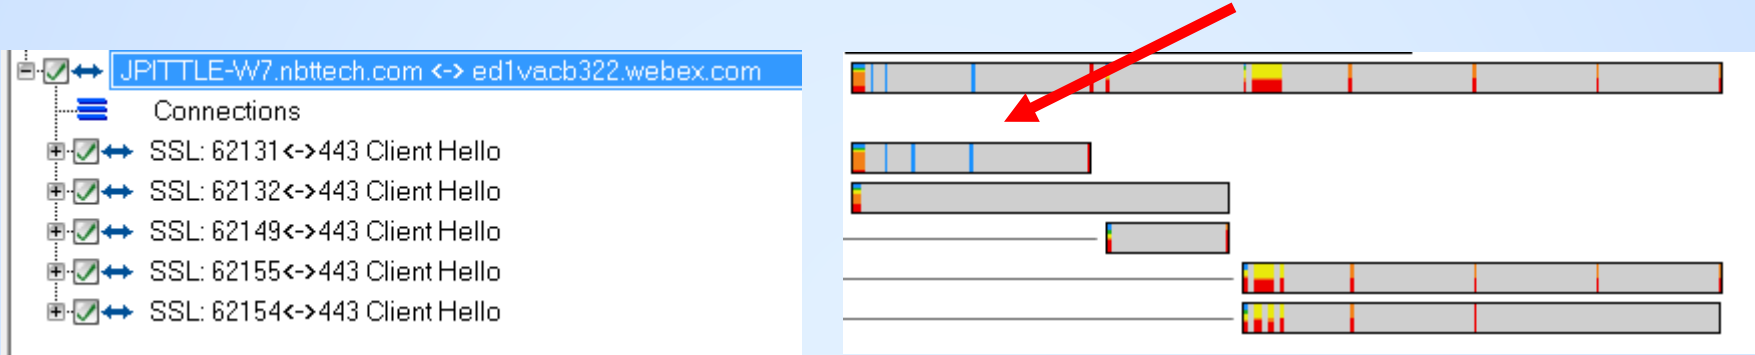 JPITTLE-W7.nbttech.com <-> ed1vacb322.webex.com
Connections
SSL: 62131<->443 Client Hello
SSL: 62132<->443 Client Hello
SSL: 62149<->443 Client Hello
SSL: 62155<->443 Client Hello
SSL: 62154<->443 Client Hello